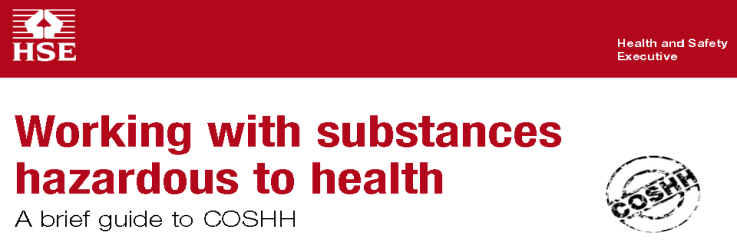 HSE
Health and Safety
Executive
Working with substances
hazardous to health
A brief guide to COSHH
COSHH